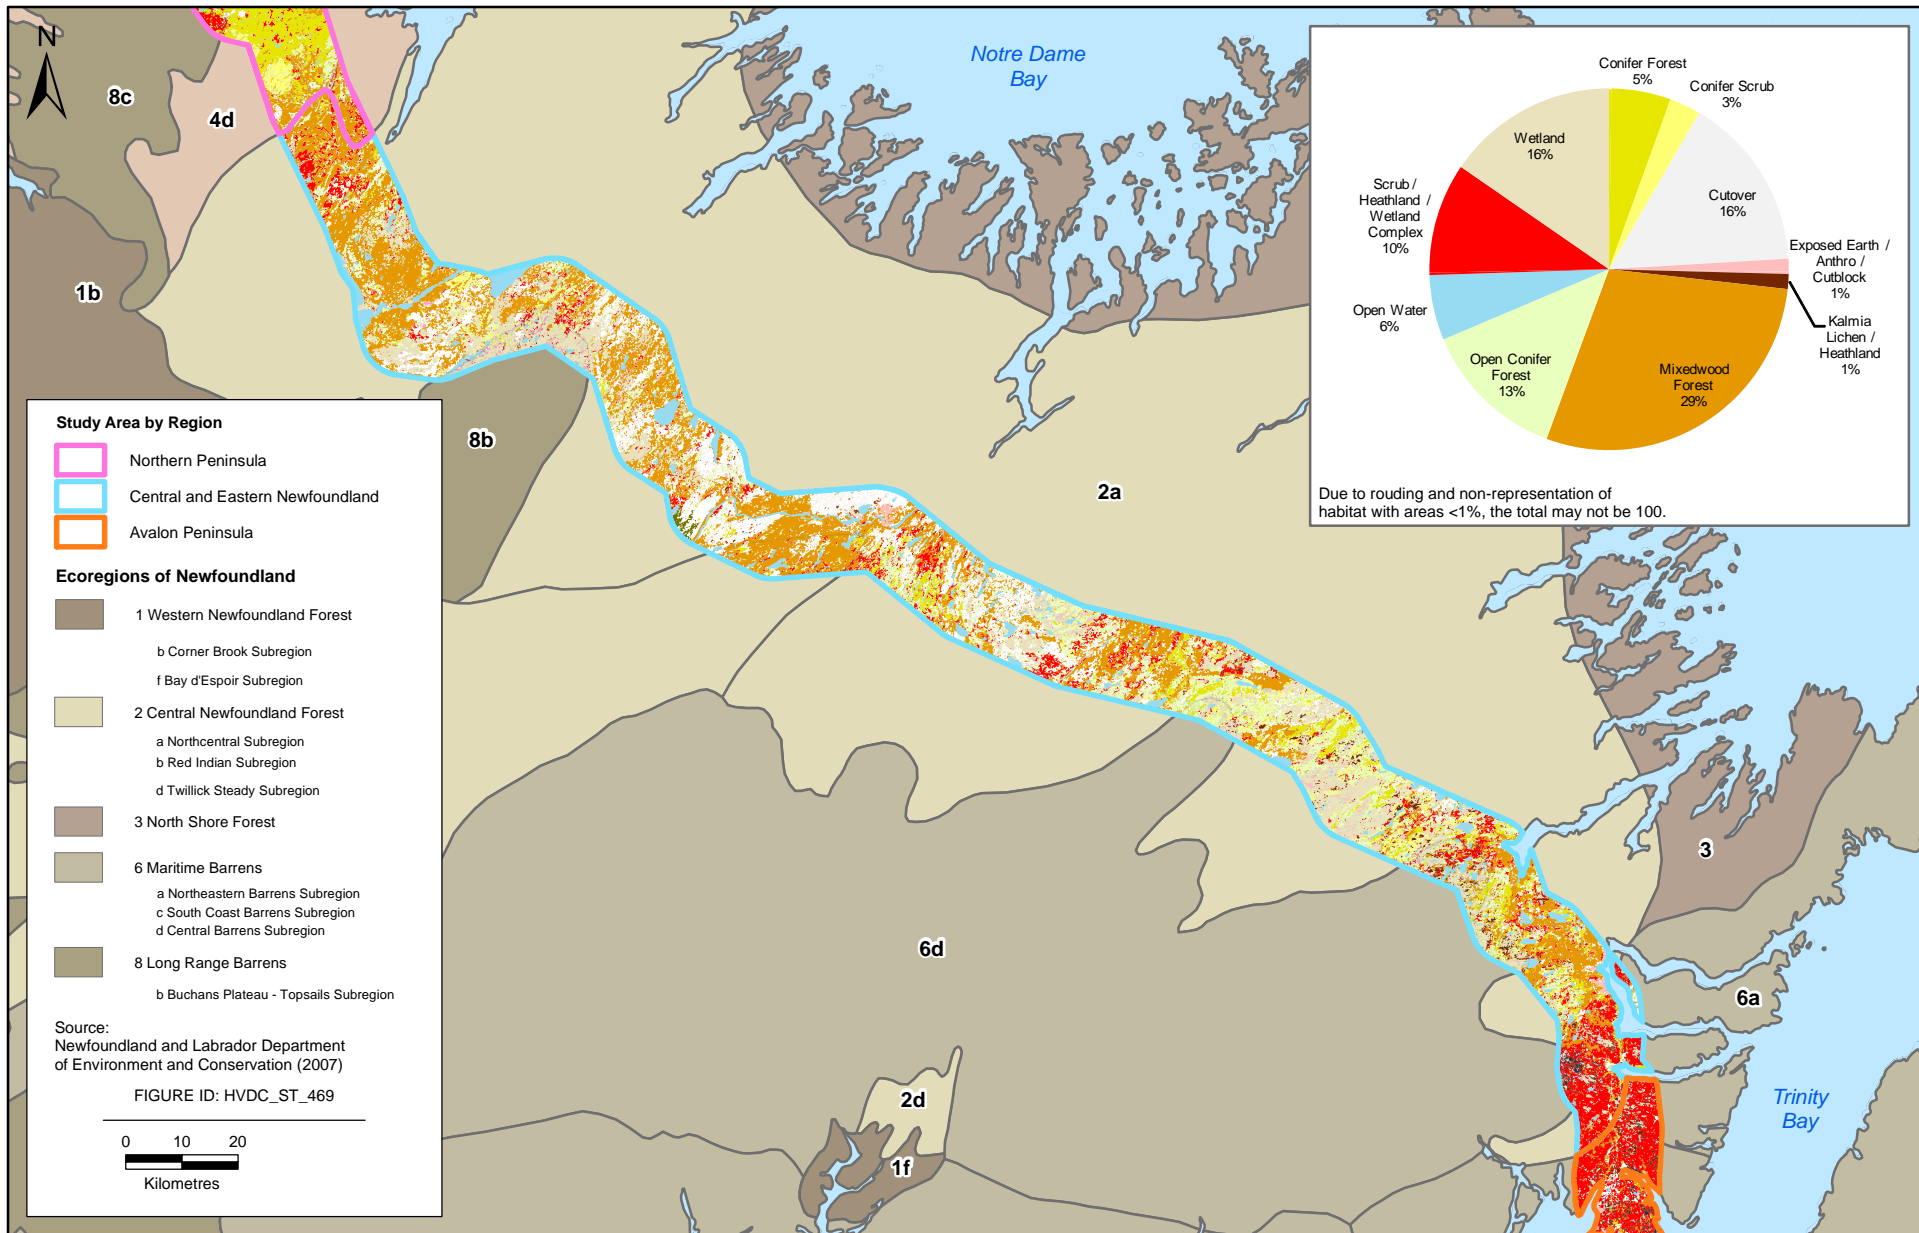 N
8c
4d
1b
8b
2a
6d
2d
1f
3
6a
Notre Dame
Bay
Trinity
Bay
Conifer Forest
5%
Conifer Scrub
3%
Cutover
16%
Exposed Earth /
Anthro /
Cutblock
1%
Kalmia
Lichen /
Heathland
1%
Mixedwood
Forest
29%
Open Conifer
Forest
13%
Open Water
6%
Scrub /
Heathland /
Wetland
Complex
10%
Wetland
16%
Due to rouding and non-representation of
habitat with areas <1%, the total may not be 100.
Study Area by Region
Northern Peninsula
Central and Eastern Newfoundland
Avalon Peninsula
Ecoregions of Newfoundland
1 Western Newfoundland Forest
b Corner Brook Subregion
f Bay d'Espoir Subregion
2 Central Newfoundland Forest
a Northcentral Subregion
b Red Indian Subregion
d Twillick Steady Subregion
3 North Shore Forest
6 Maritime Barrens
a Northeastern Barrens Subregion
c South Coast Barrens Subregion
d Central Barrens Subregion
8 Long Range Barrens
b Buchans Plateau - Topsails Subregion
Source:
Newfoundland and Labrador Department
of Environment and Conservation (2007)
FIGURE ID: HVDC_ST_469
0 10 20
Kilometres